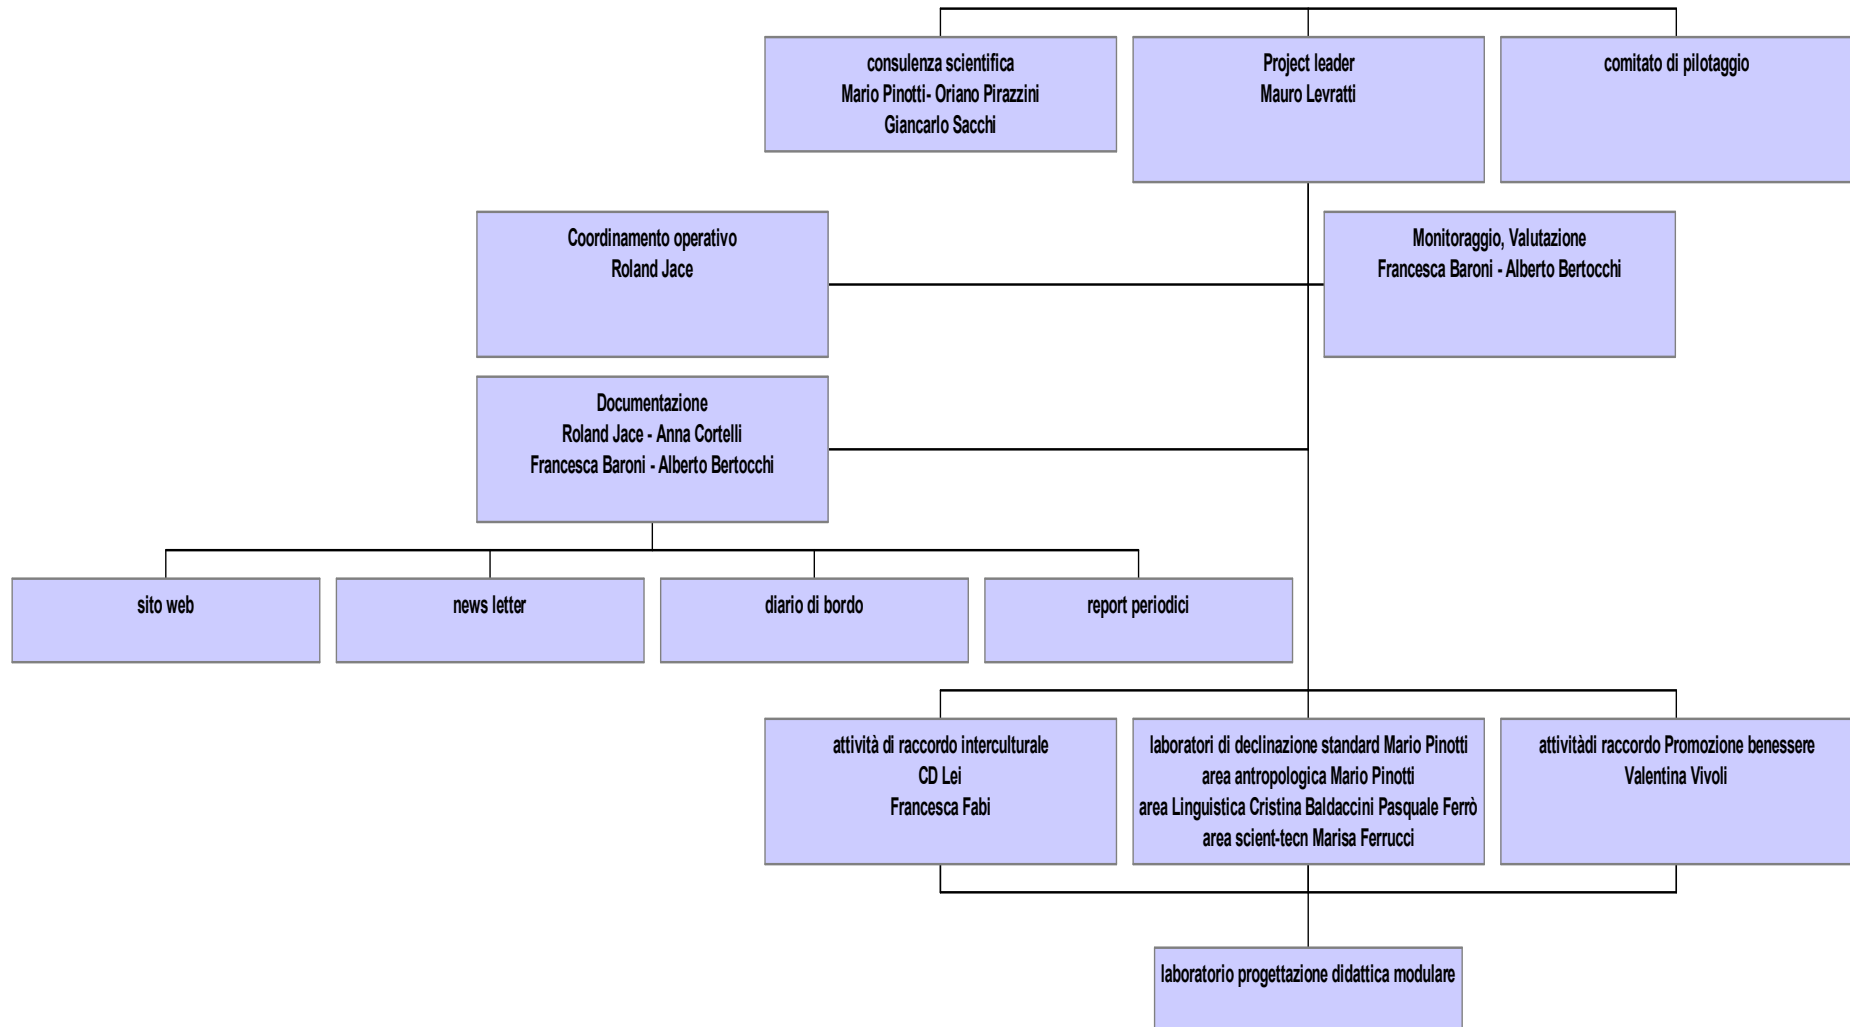 consulenza scientifica
Mario Pinotti- Oriano Pirazzini
Giancarlo Sacchi
Project leader
Mauro Levratti
comitato di pilotaggio
Coordinamento operativo
Roland Jace
Monitoraggio, Valutazione
Francesca Baroni - Alberto Bertocchi
Documentazione
Roland Jace - Anna Cortelli
Francesca Baroni - Alberto Bertocchi
sito web
news letter
diario di bordo
report periodici
attività di raccordo interculturale
CD Lei
Francesca Fabi
laboratori di declinazione standard Mario Pinotti
area antropologica Mario Pinotti
area Linguistica Cristina Baldaccini Pasquale Ferrò
area scient-tecn Marisa Ferrucci
attivitàdi raccordo Promozione benessere
Valentina Vivoli
laboratorio progettazione didattica modulare